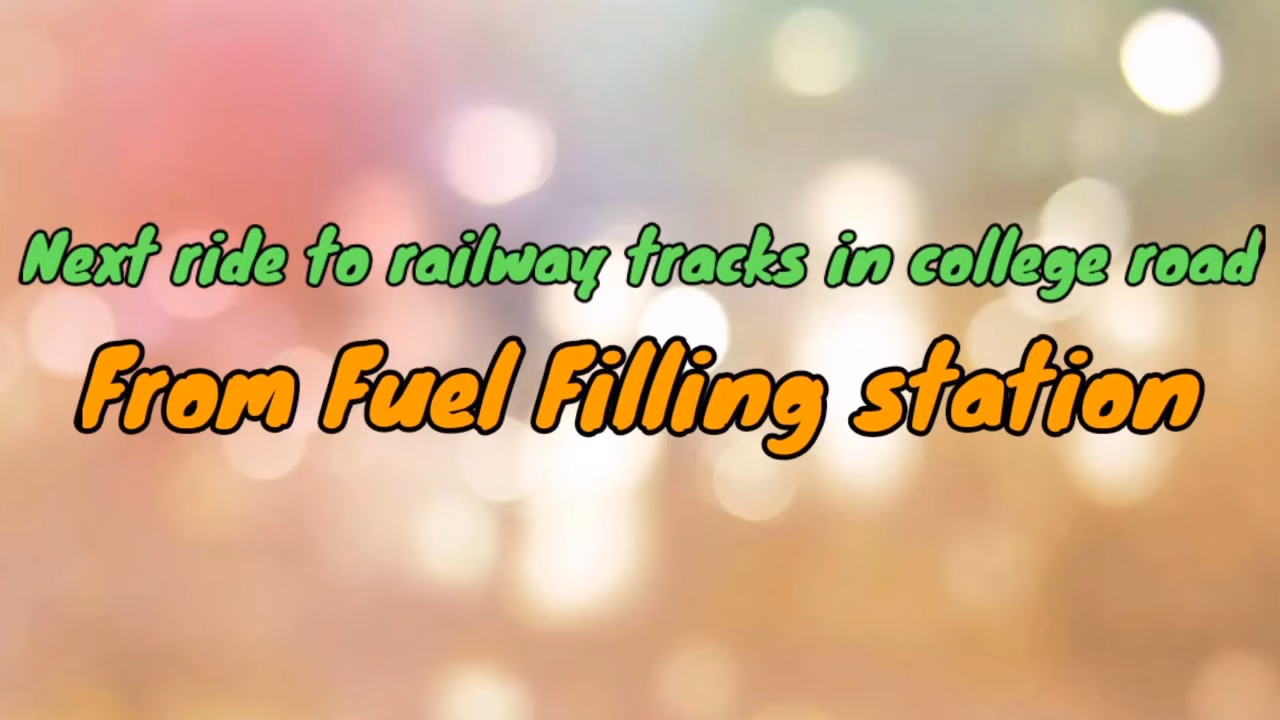 Next ride to railway tracks in college road
From Fuel Filling station